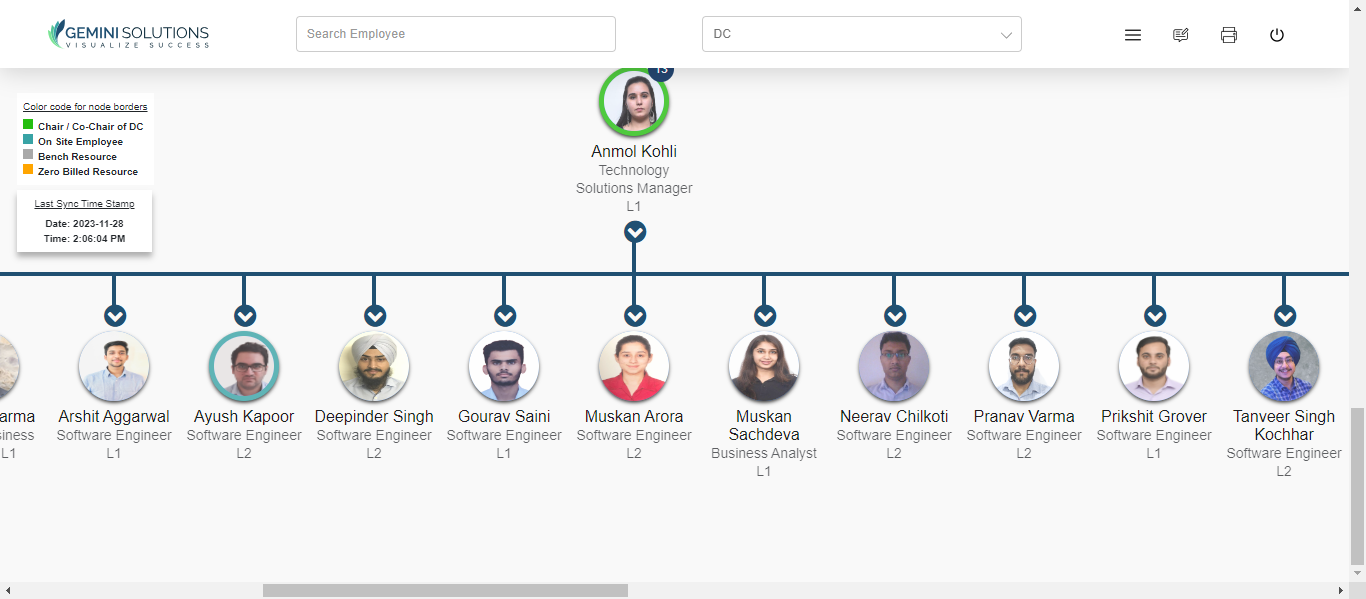 GEMINI SOLUTIONS
VISUALIZE SUCCESS
Search Employee
DC
13
Color code for node borders
Chair / Co-Chair of DC
On Site Employee
Bench Resource
Zero Billed Resource
Last Sync Time Stamp
Date: 2023-11-28
Time: 2:06:04 PM
Anmol Kohli
Technology
Solutions Manager
L1
arma
siness
L1
Arshit Aggarwal
Software Engineer
L1
Ayush Kapoor
Software Engineer
L2
Deepinder Singh
Software Engineer
L2
Gourav Saini
Software Engineer
L1
Muskan Arora
Software Engineer
L2
Muskan
Sachdeva
Business Analyst
L1
Neerav Chilkoti
Software Engineer
L2
Pranav Varma
Software Engineer
L2
Prikshit Grover
Software Engineer
L1
Tanveer Singh
Kochhar
Software Engineer
L2